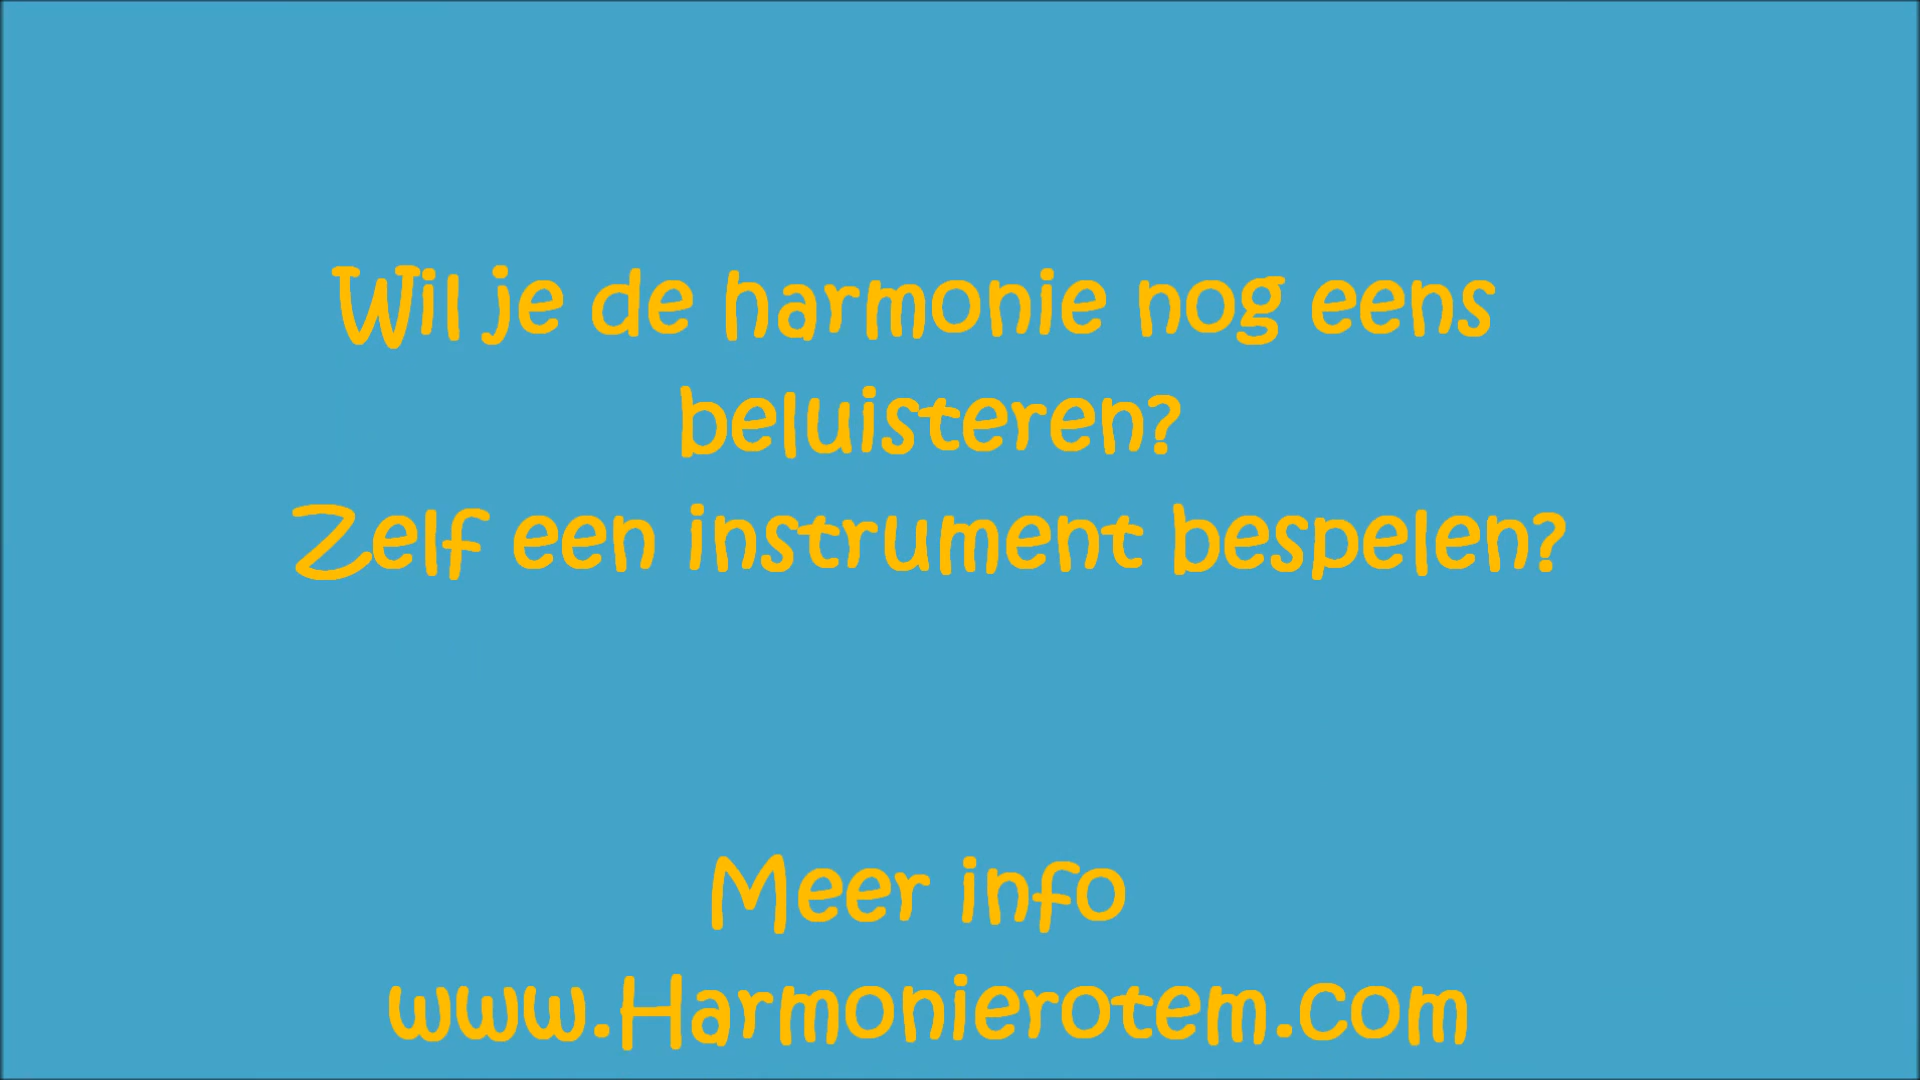 Wil je de harmonie nog eens
beluisteren?
Zelf een instrument bespelen?
Meer info
www.Harmonierotem.com